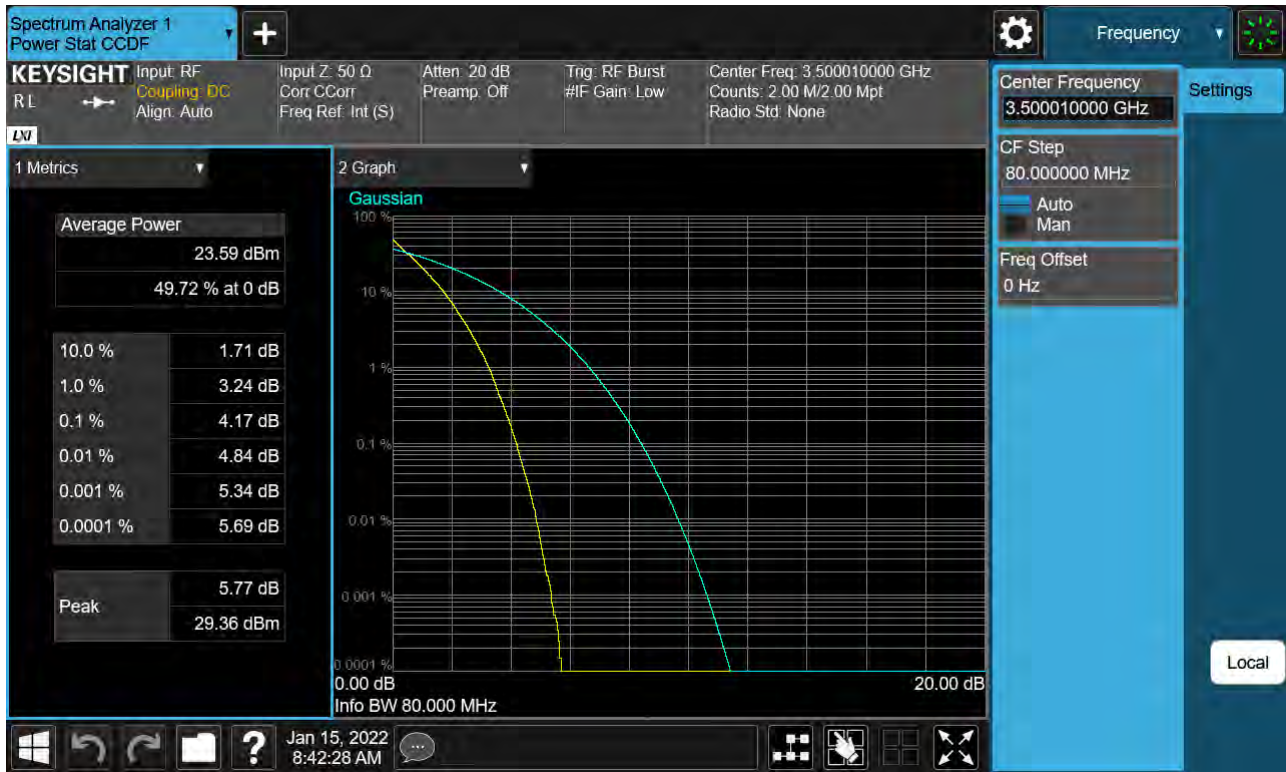 Spectrum Analyzer 1
Power Stat CCDF
+
Frequency
KEYSIGHT
RL
LXI
Input: RF
Coupling: DC
Align: Auto
Input Z: 50 Ω
Corr CCorr
Freq Ref: Int (S)
Atten: 20 dB
Preamp: Off
Trig: RF Burst
#IF Gain: Low
Center Freq: 3.500010000 GHz
Counts: 2.00 M/2.00 Mpt
Radio Std: None
Center Frequency
3.500010000 GHz
Settings
CF Step
80.000000 MHz
Auto
Man
Freq Offset
0 Hz
1 Metrics
Average Power
23.59 dBm
49.72 % at 0 dB
10.0 % 1.71 dB
1.0 % 3.24 dB
0.1 % 4.17 dB
0.01 % 4.84 dB
0.001 % 5.34 dB
0.0001 % 5.69 dB
Peak 5.77 dB
29.36 dBm
2 Graph
Gaussian
100 %
10 %
1 %
0.1 %
0.01 %
0.001 %
0.0001 %
0.00 dB 20.00 dB
Info BW 80.000 MHz
Local
?
Jan 15, 2022
8:42:28 AM